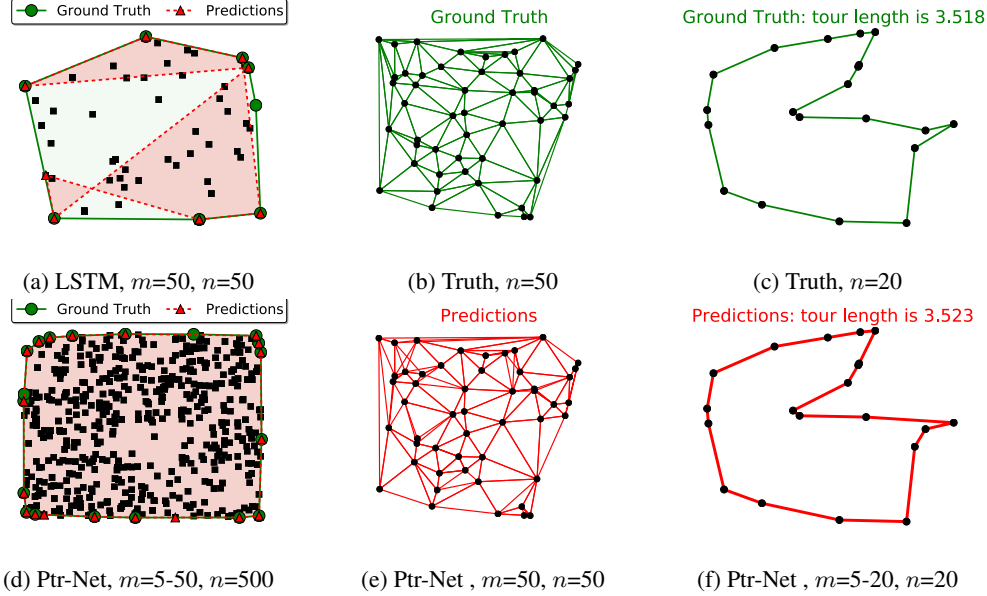 Ground Truth Predictions
Ground Truth
Ground Truth: tour length is 3.518
(a) LSTM, m=50, n=50
(b) Truth, n=50
(c) Truth, n=20
Ground Truth Predictions
Predictions
Predictions: tour length is 3.523
(d) Ptr-Net, m=5-50, n=500
(e) Ptr-Net , m=50, n=50
(f) Ptr-Net , m=5-20, n=20